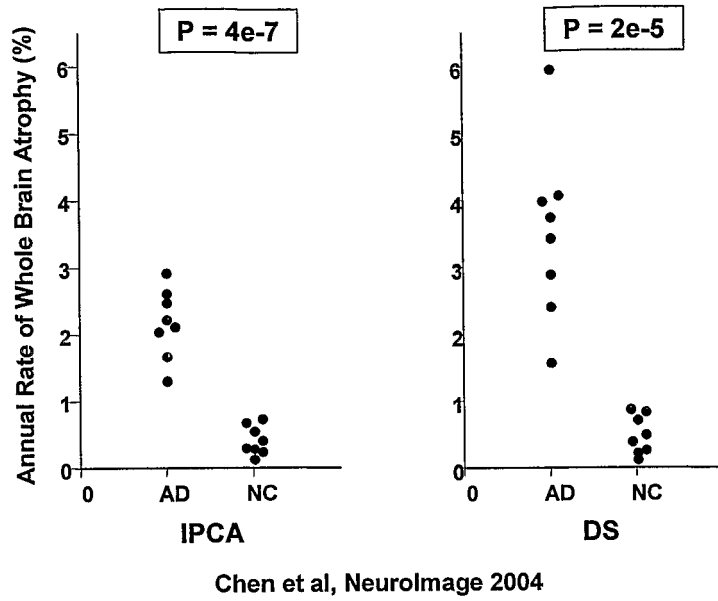 P = 4e-7
P = 2e-5
Annual Rate of Whole Brain Atrophy (%)
6
5
4
3
2
1
0
0 AD NC
IPCA
6
5
4
3
2
1
0
0 AD NC
DS
Chen et al, NeuroImage 2004